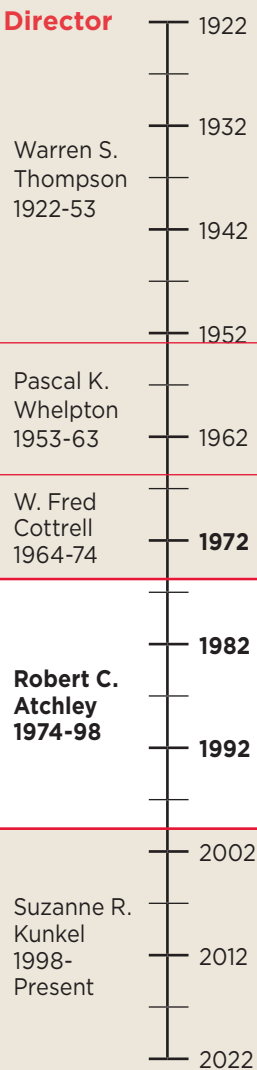 Director
1922
1932
Warren S.
Thompson
1922-53
1942
1952
Pascal K.
Whelpton
1953-63
1962
W. Fred
Cottrell
1964-74
1972
1982
Robert C.
Atchley
1974-98
1992
2002
Suzanne R.
Kunkel
1998-
Present
2012
2022